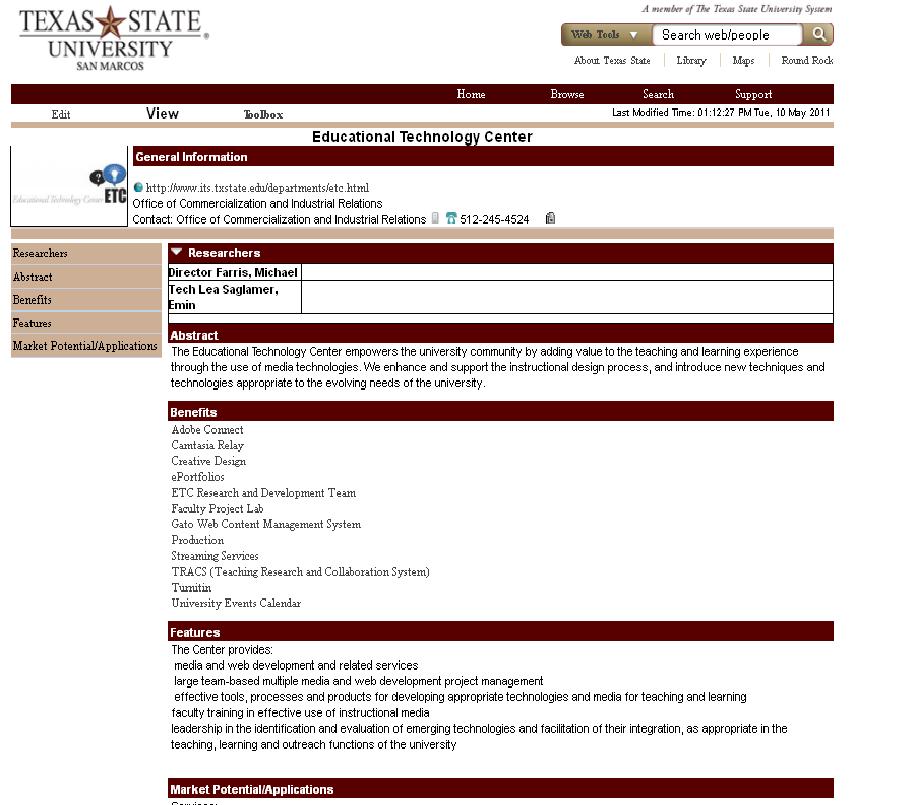 A member of The Texas State University System
TEXAS STATE
UNIVERSITY
SAN MARCOS
Web Tools ▼ Search web/people
About Texas State Library Maps Round Rock
Home Browse Search Support
Edit View Toolbox Last Modified Time: 01:12:27 PM Tue, 10 May 2011
Educational Technology Center
Educational Technology Center ETC
General Information
http://www.its.txstate.edu/departments/etc.html
Office of Commercialization and Industrial Relations
Contact: Office of Commercialization and Industrial Relations 512-245-4524
Researchers
Abstract
Benefits
Features
Market Potential/Applications
Researchers
Director Farris, Michael
Tech Lea Saglamer,
Emin
Abstract
The Educational Technology Center empowers the university community by adding value to the teaching and learning experience
through the use of media technologies. We enhance and support the instructional design process, and introduce new techniques and
technologies appropriate to the evolving needs of the university.
Benefits
Adobe Connect
Camtasia Relay
Creative Design
ePortfolios
ETC Research and Development Team
Faculty Project Lab
Gato Web Content Management System
Production
Streaming Services
TRACS (Teaching Research and Collaboration System)
Turnitin
University Events Calendar
Features
The Center provides:
media and web development and related services
large team-based multiple media and web development project management
effective tools, processes and products for developing appropriate technologies and media for teaching and learning
faculty training in effective use of instructional media
leadership in the identification and evaluation of emerging technologies and facilitation of their integration, as appropriate in the
teaching, learning and outreach functions of the university
Market Potential/Applications
Services: